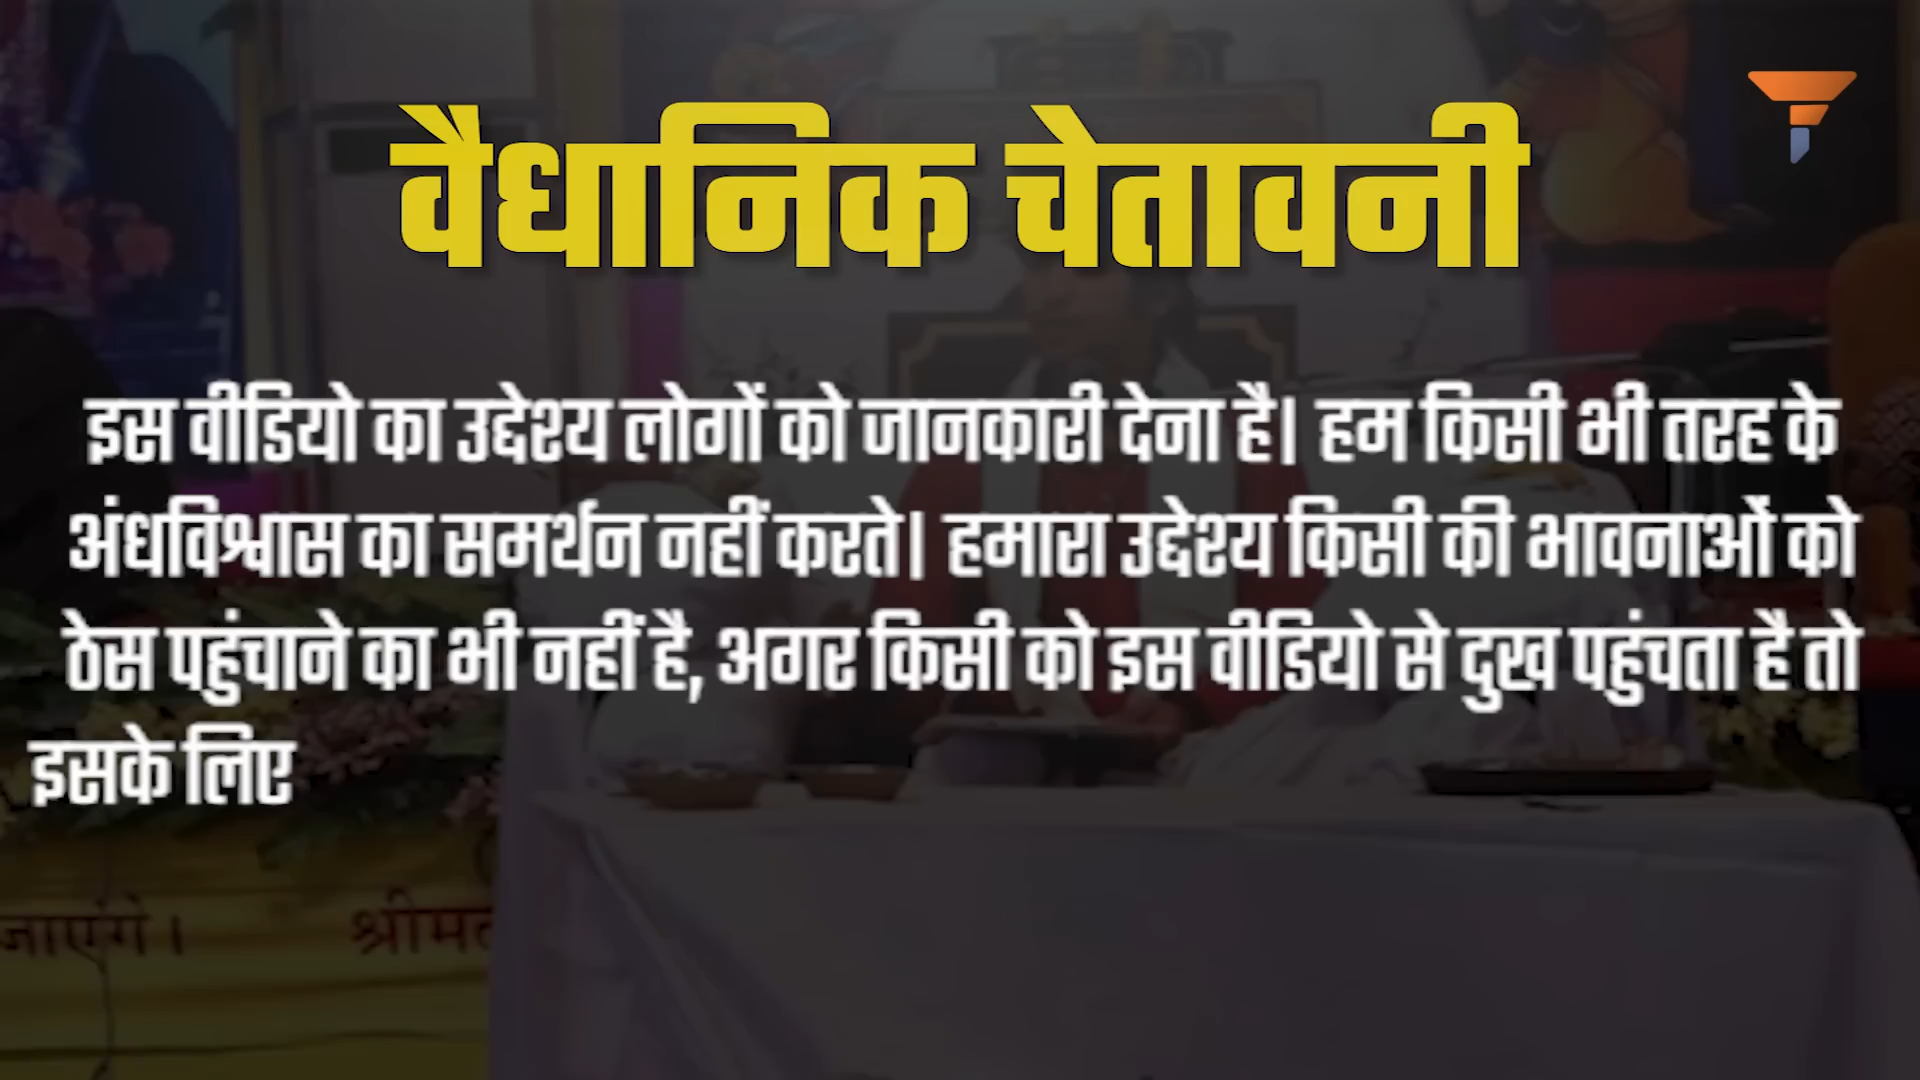 वैधानिक चेतावनी
इस वीडियो का उद्देश्य लोगों को जानकारी देना है। हम किसी भी तरह के
अंधविश्वास का समर्थन नहीं करते। हमारा उद्देश्य किसी की भावनाओं को
ठेस पहुंचाने का भी नहीं है, अगर किसी को इस वीडियो से दुख पहुंचता है तो
इसके लिए
जाएंगे। श्रीमत